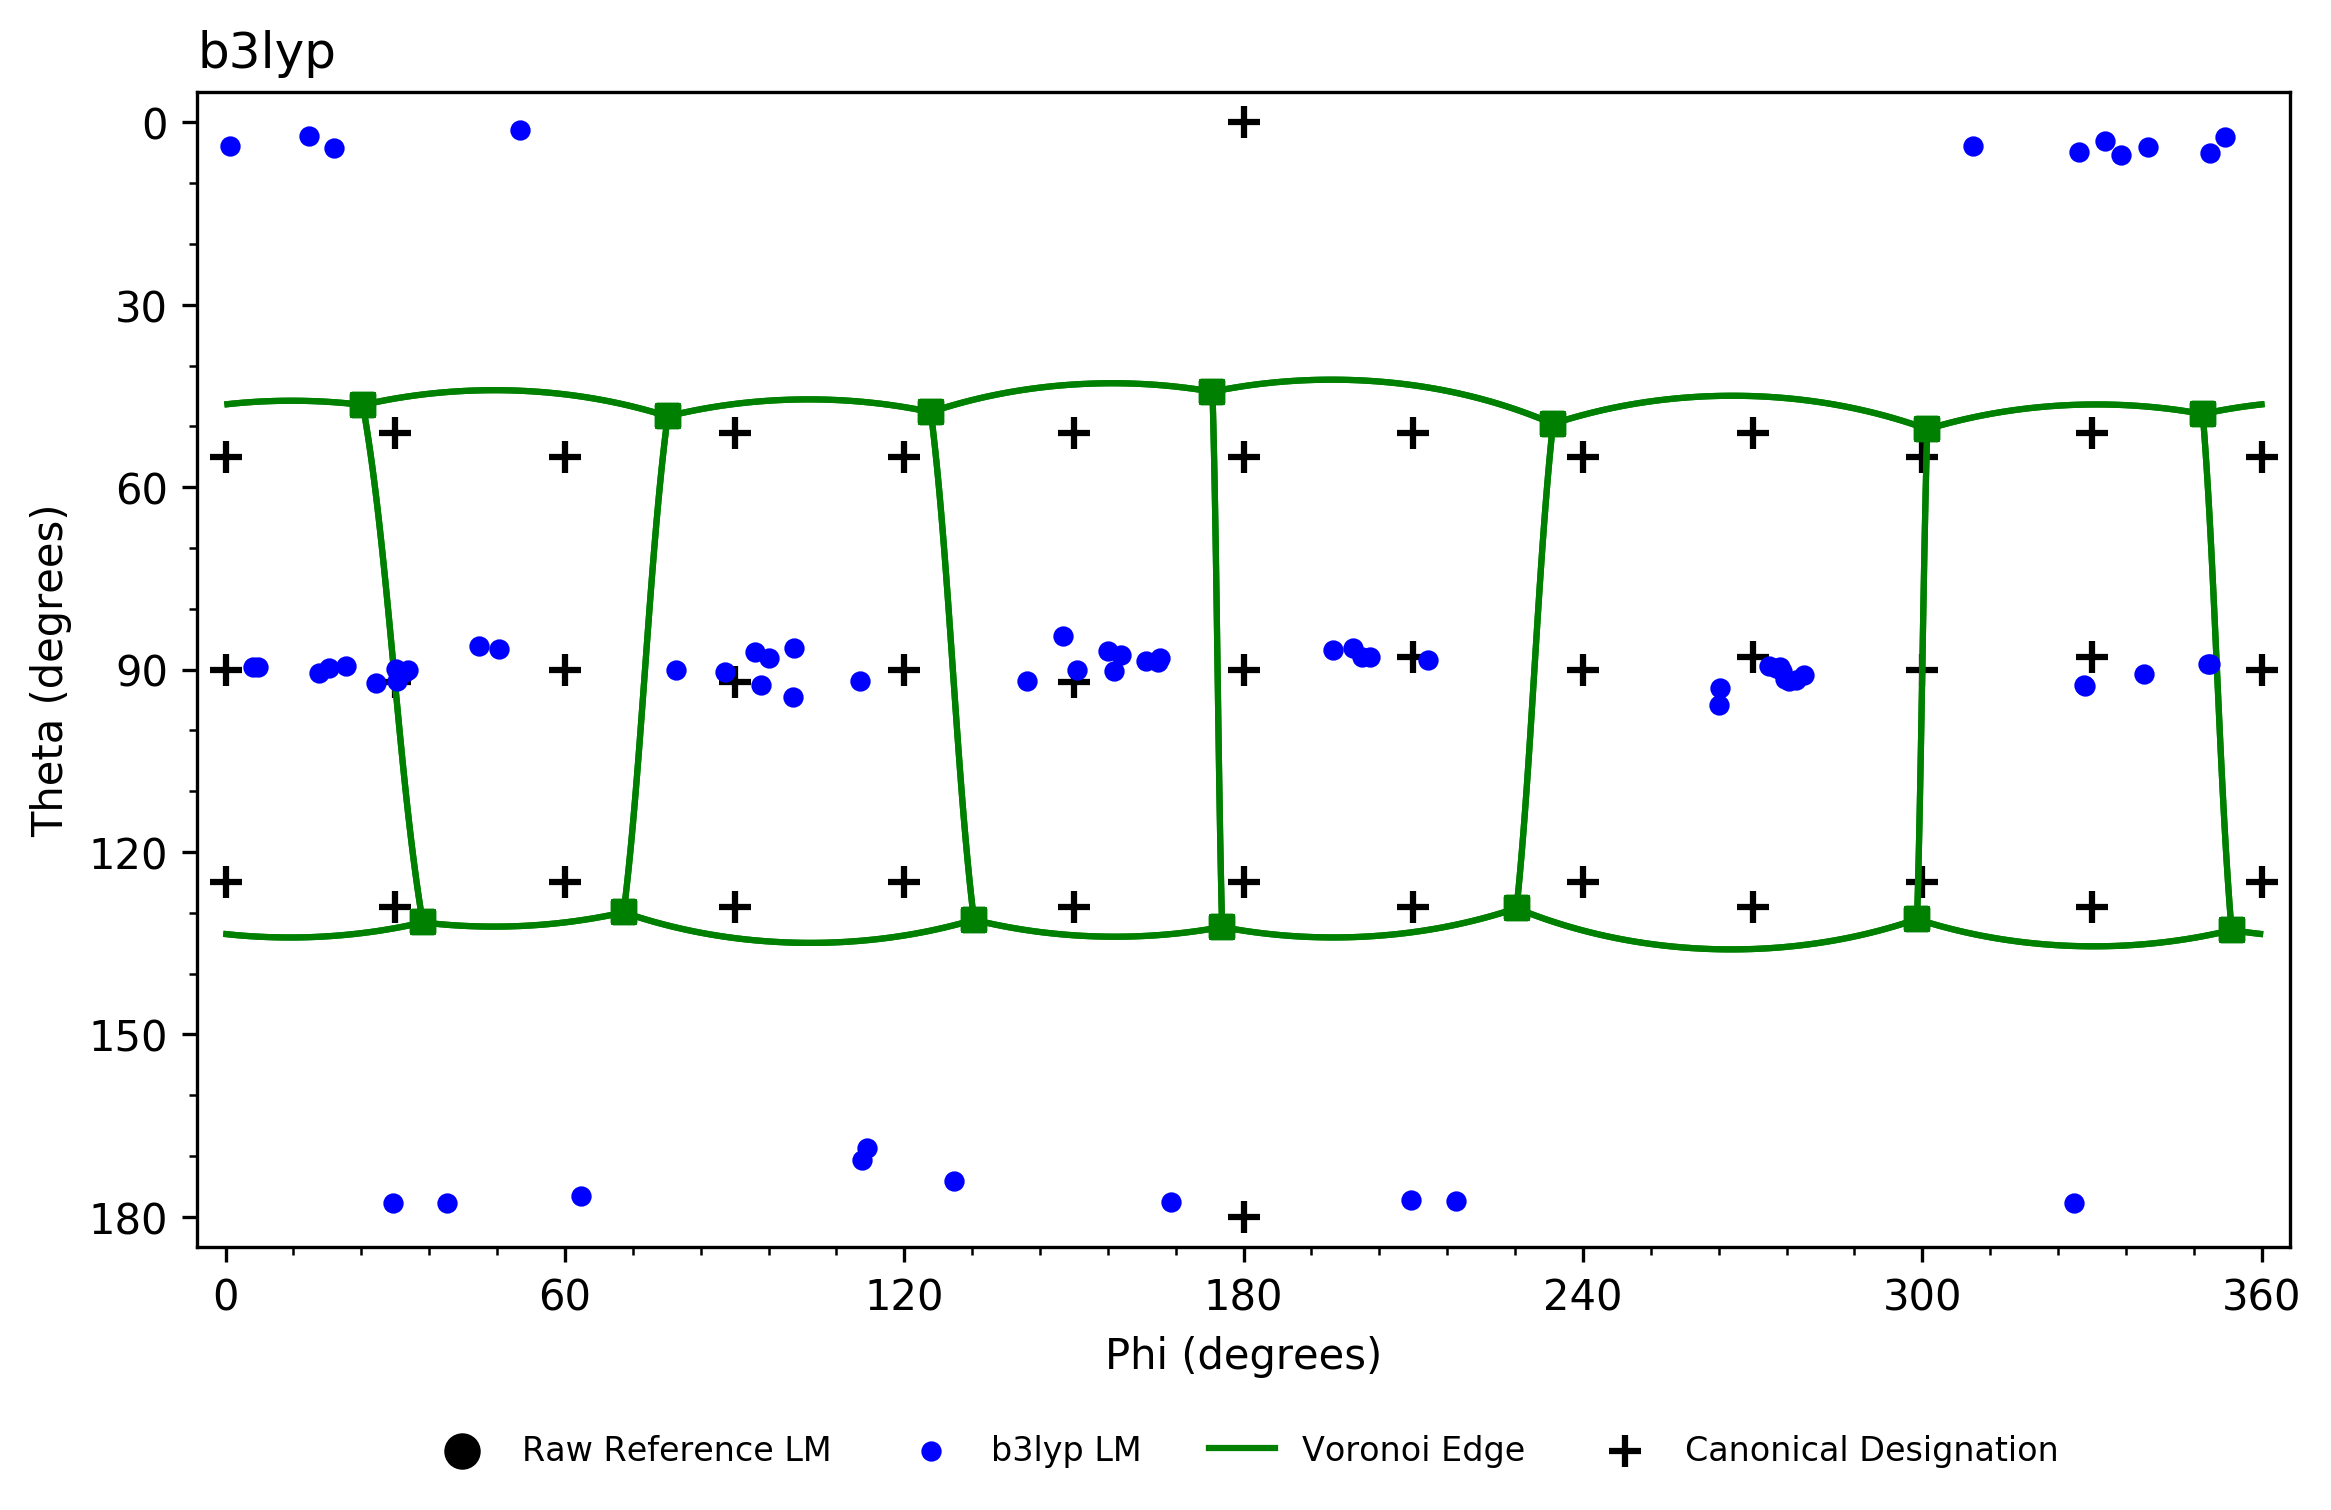 b3lyp
0
30
60
90
120
150
180
Theta (degrees)
0 60 120 180 240 300 360
Phi (degrees)
Raw Reference LM b3lyp LM Voronoi Edge Canonical Designation